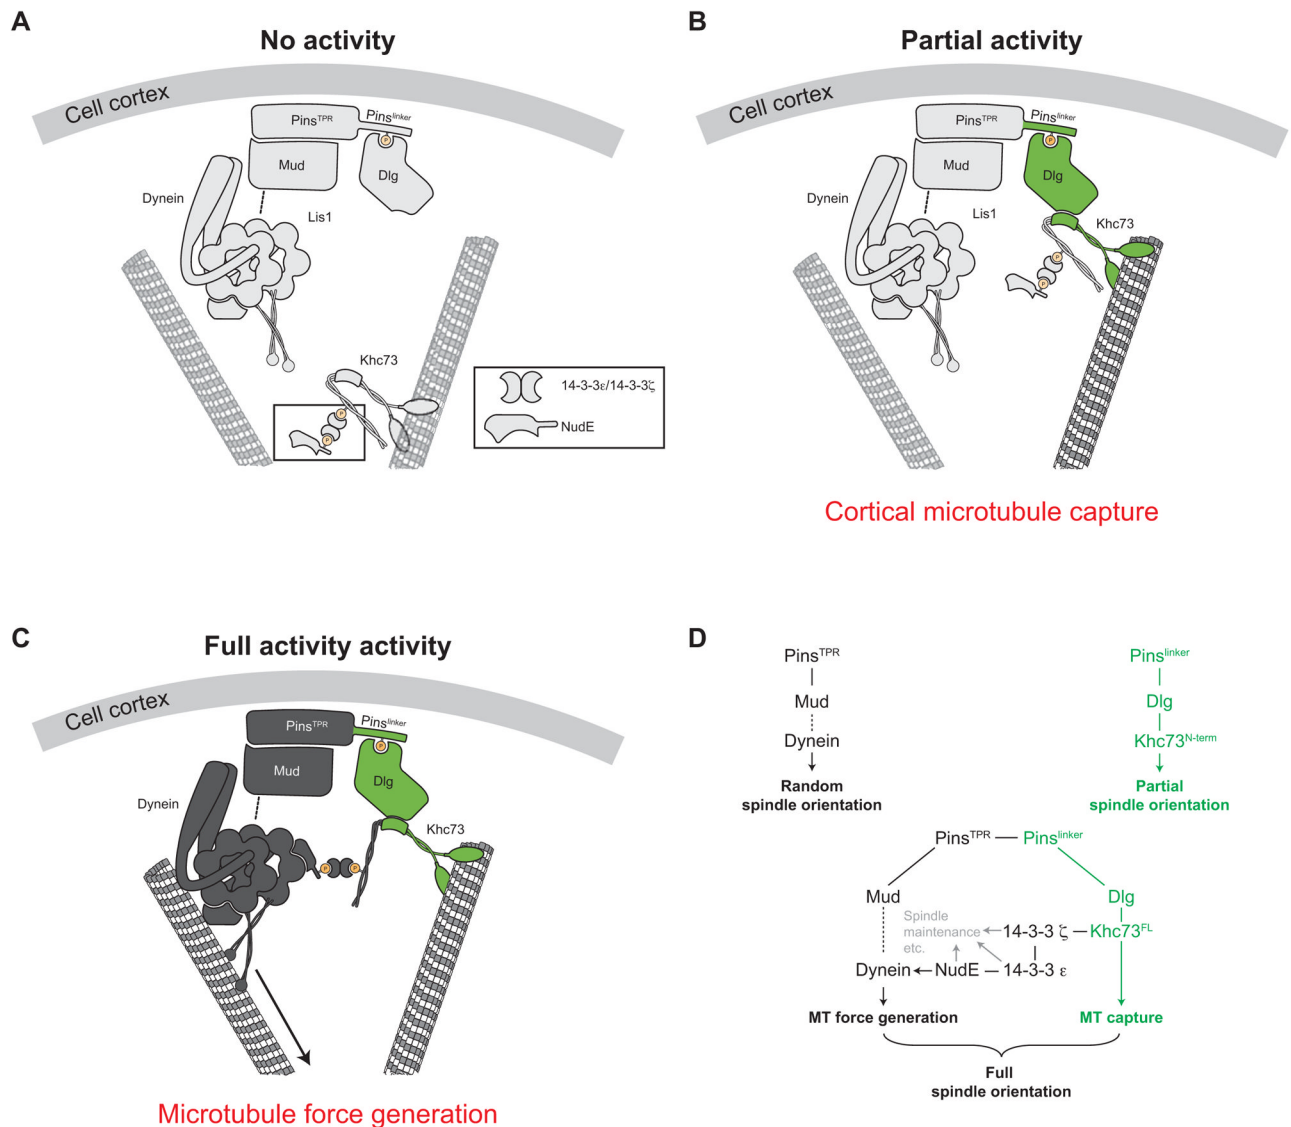 A
No activity
Cell cortex
Pins^TPR
Pins^linker
P
Mud
Dlg
Dynein
Lis1
Khc73
P
P
14-3-3ε/14-3-3ζ
NudE
B
Partial activity
Cell cortex
Pins^TPR
Pins^linker
P
Mud
Dlg
Dynein
Lis1
Khc73
P
P
Cortical microtubule capture
C
Full activity activity
Cell cortex
Pins^TPR
Pins^linker
P
Mud
Dlg
Dynein
Khc73
P
P
Microtubule force generation
D
Pins^TPR
Mud
Dynein
Random
spindle orientation
Pins^linker
Dlg
Khc73^N-term
Partial
spindle orientation
Pins^TPR
Pins^linker
Mud
Dlg
Spindle
maintenance
etc.
14-3-3 ζ
Khc73^FL
Dynein
NudE
14-3-3 ε
MT force generation
MT capture
Full
spindle orientation